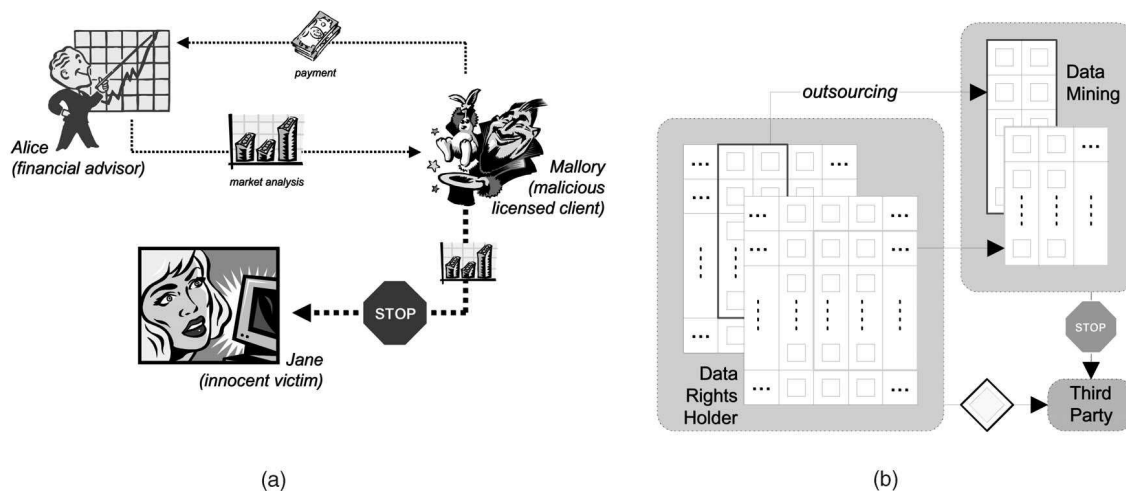 payment
Alice
(financial advisor)
market analysis
Mallory
(malicious
licensed client)
STOP
Jane
(innocent victim)
(a)
outsourcing
Data
Mining
...
...
...
...
...
...
...
...
...
...
...
STOP
Data
Rights
Holder
Third
Party
(b)